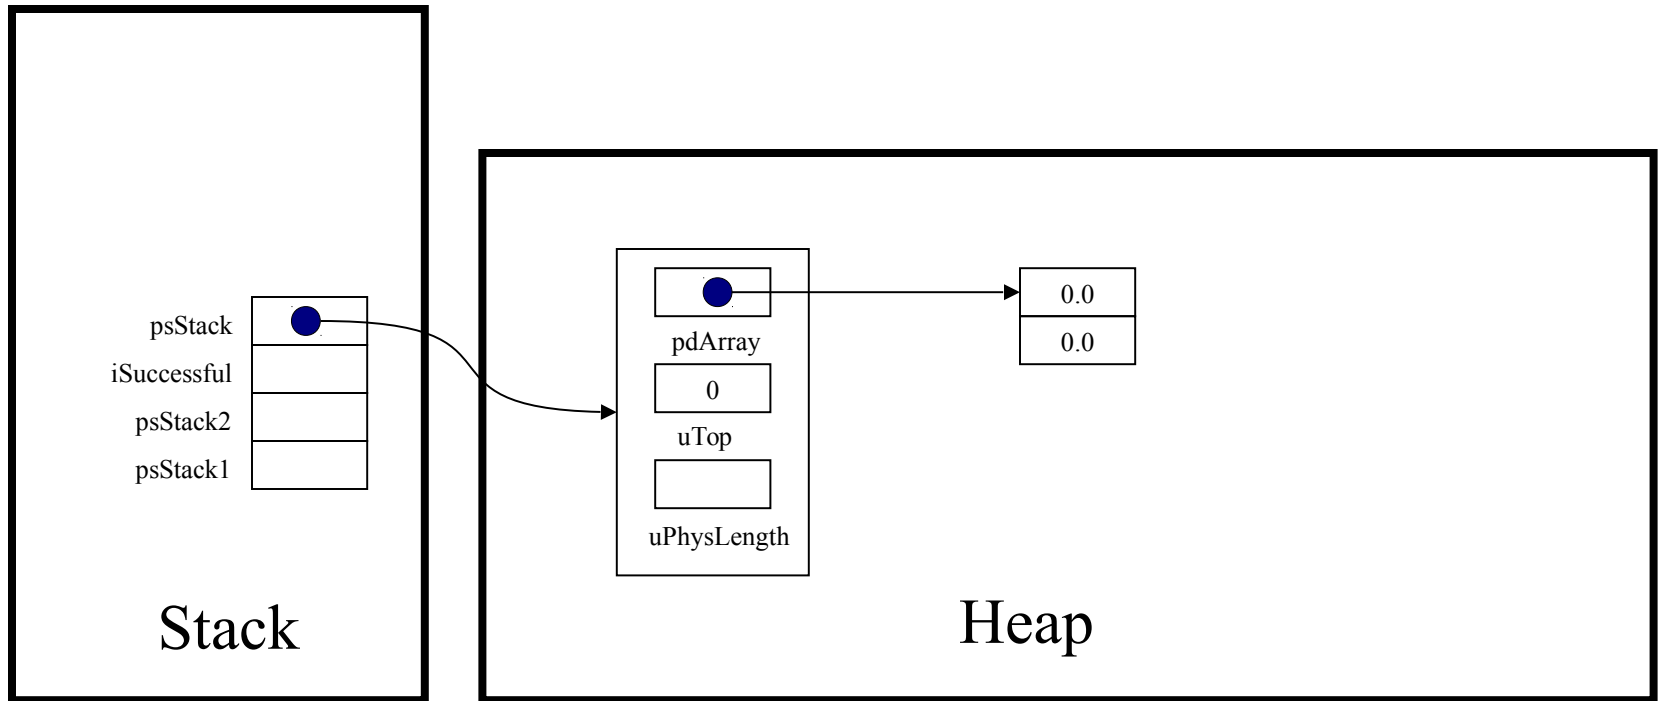 psStack
iSuccessful
psStack2
psStack1
Stack
pdArray
0
uTop
uPhysLength
0.0
0.0
Heap